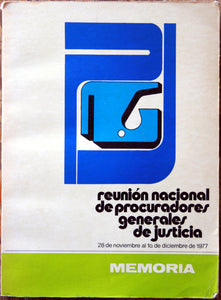 reunión nacional
de procuradores
generales
de justicia
28 de noviembre al 1o de diciembre de 1977
MEMORIA